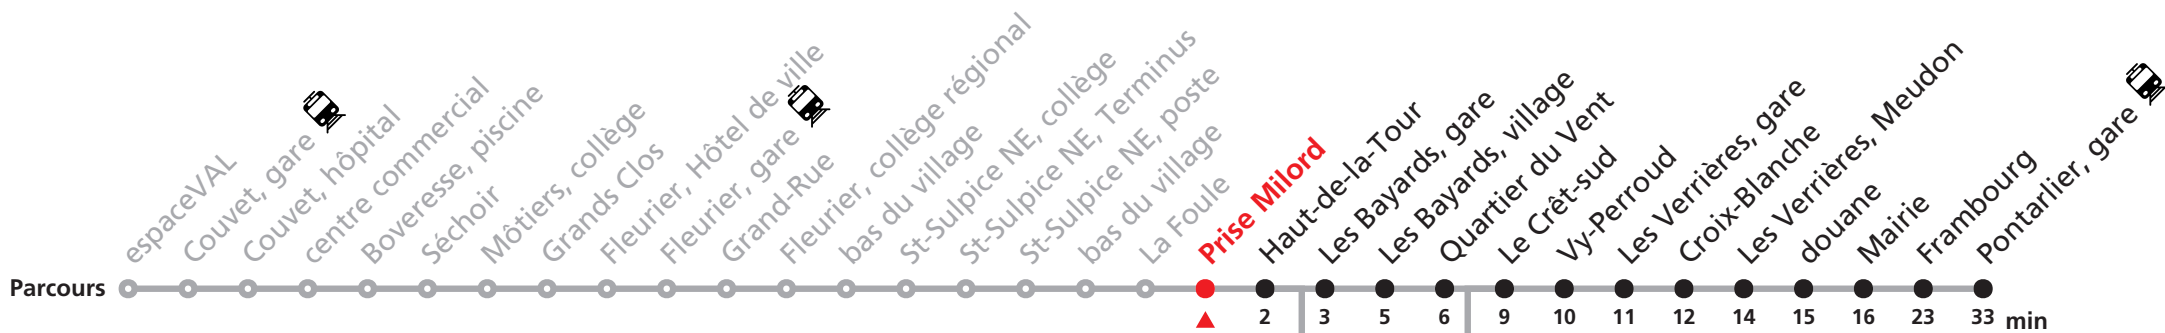 espaceVAL
Couvet, gare
Couvet, hôpital
centre commercial
Boveresse, piscine
Séchoir
Môtiers, collège
Grands Clos
Fleurier, Hôtel de ville
Fleurier, gare
Grand-Rue
Fleurier, collège régional
bas du village
St-Sulpice NE, collège
St-Sulpice NE, Terminus
St-Sulpice NE, poste
bas du village
La Foule
Prise Milord
Haut-de-la-Tour
Les Bayards, gare
Les Bayards, village
Quartier du Vent
Le Crêt-sud
Vy-Perroud
Les Verrières, gare
Croix-Blanche
Les Verrières, Meudon
douane
Mairie
Frambourg
Pontarlier, gare
Parcours
2 3 5 6 9 10 11 12 14 15 16 23 33 min